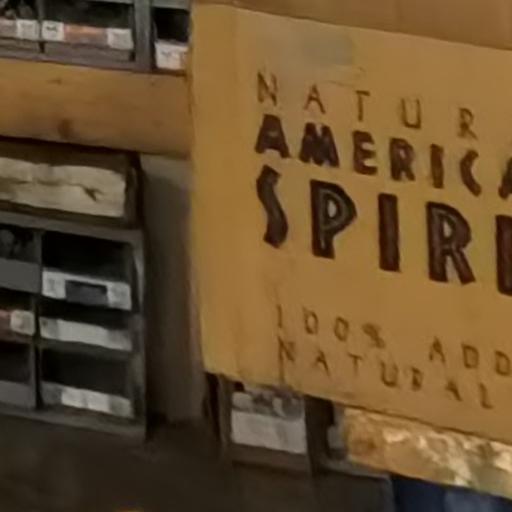 NATUR
AMERICA
SPIRI
100% ADD
NATURAL